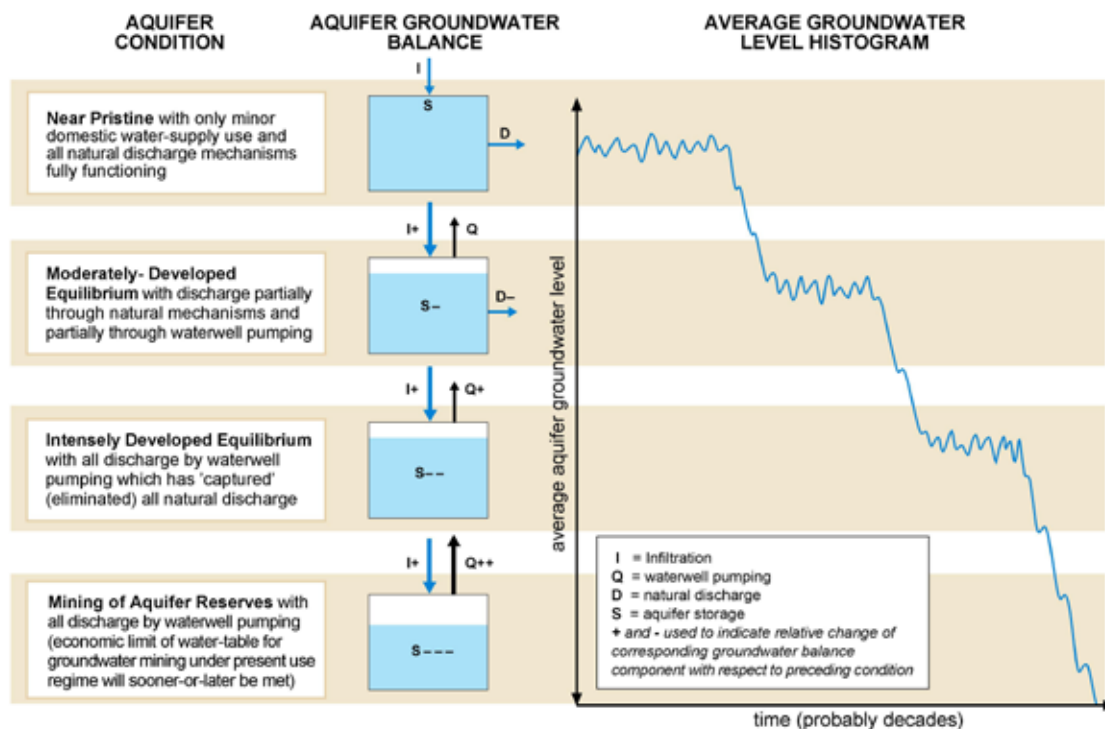 AQUIFER
CONDITION
AQUIFER GROUNDWATER
BALANCE
AVERAGE GROUNDWATER
LEVEL HISTOGRAM
Near Pristine with only minor
domestic water-supply use and
all natural discharge mechanisms
fully functioning
I
S
D
Moderately- Developed
Equilibrium with discharge partially
through natural mechanisms and
partially through waterwell pumping
I+
Q
S–
D–
Intensely Developed Equilibrium
with all discharge by waterwell
pumping which has 'captured'
(eliminated) all natural discharge
I+
Q+
S– –
Mining of Aquifer Reserves with
all discharge by waterwell pumping
(economic limit of water-table for
groundwater mining under present use
regime will sooner-or-later be met)
I+
Q++
S– – –
average aquifer groundwater level
I = Infiltration
Q = waterwell pumping
D = natural discharge
S = aquifer storage
+ and - used to indicate relative change of
corresponding groundwater balance
component with respect to preceding condition
time (probably decades)